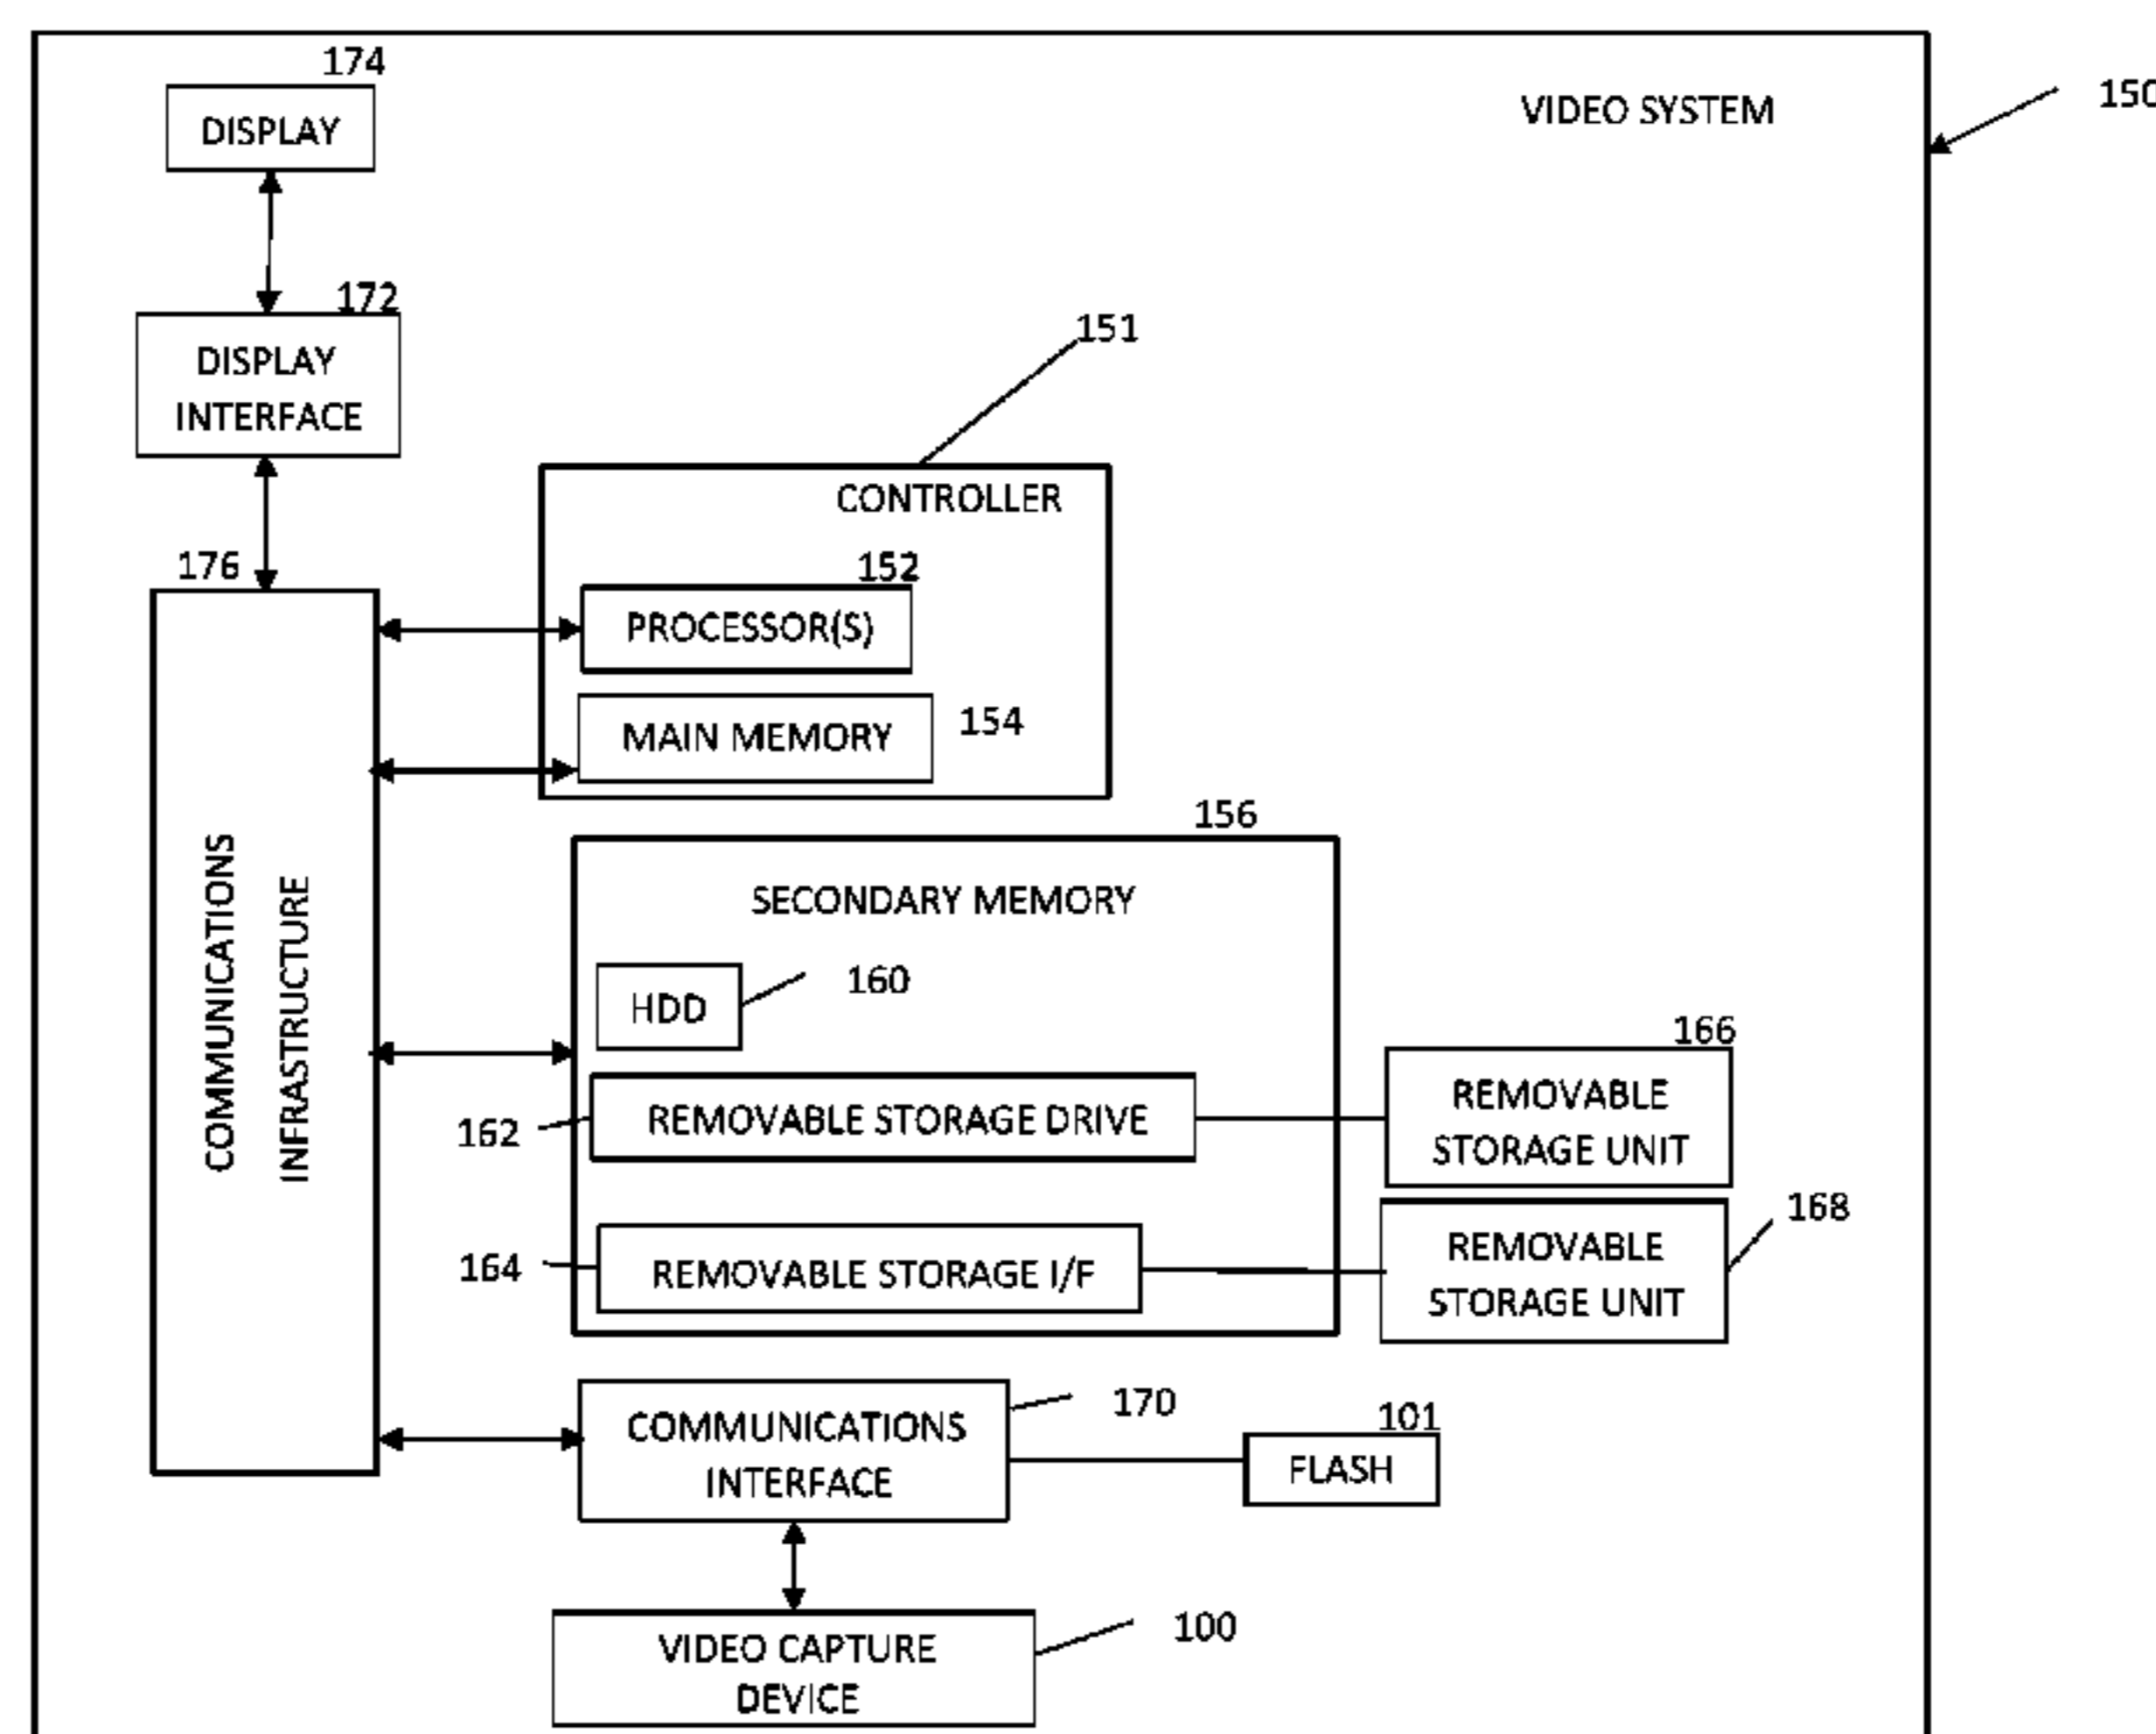 174
DISPLAY
VIDEO SYSTEM
150
172
DISPLAY
INTERFACE
151
CONTROLLER
176
152
PROCESSOR(S)
MAIN MEMORY
154
COMMUNICATIONS
INFRASTRUCTURE
156
SECONDARY MEMORY
HDD
160
162
REMOVABLE STORAGE DRIVE
166
REMOVABLE
STORAGE UNIT
164
REMOVABLE STORAGE I/F
168
REMOVABLE
STORAGE UNIT
COMMUNICATIONS
INTERFACE
170
101
FLASH
VIDEO CAPTURE
DEVICE
100